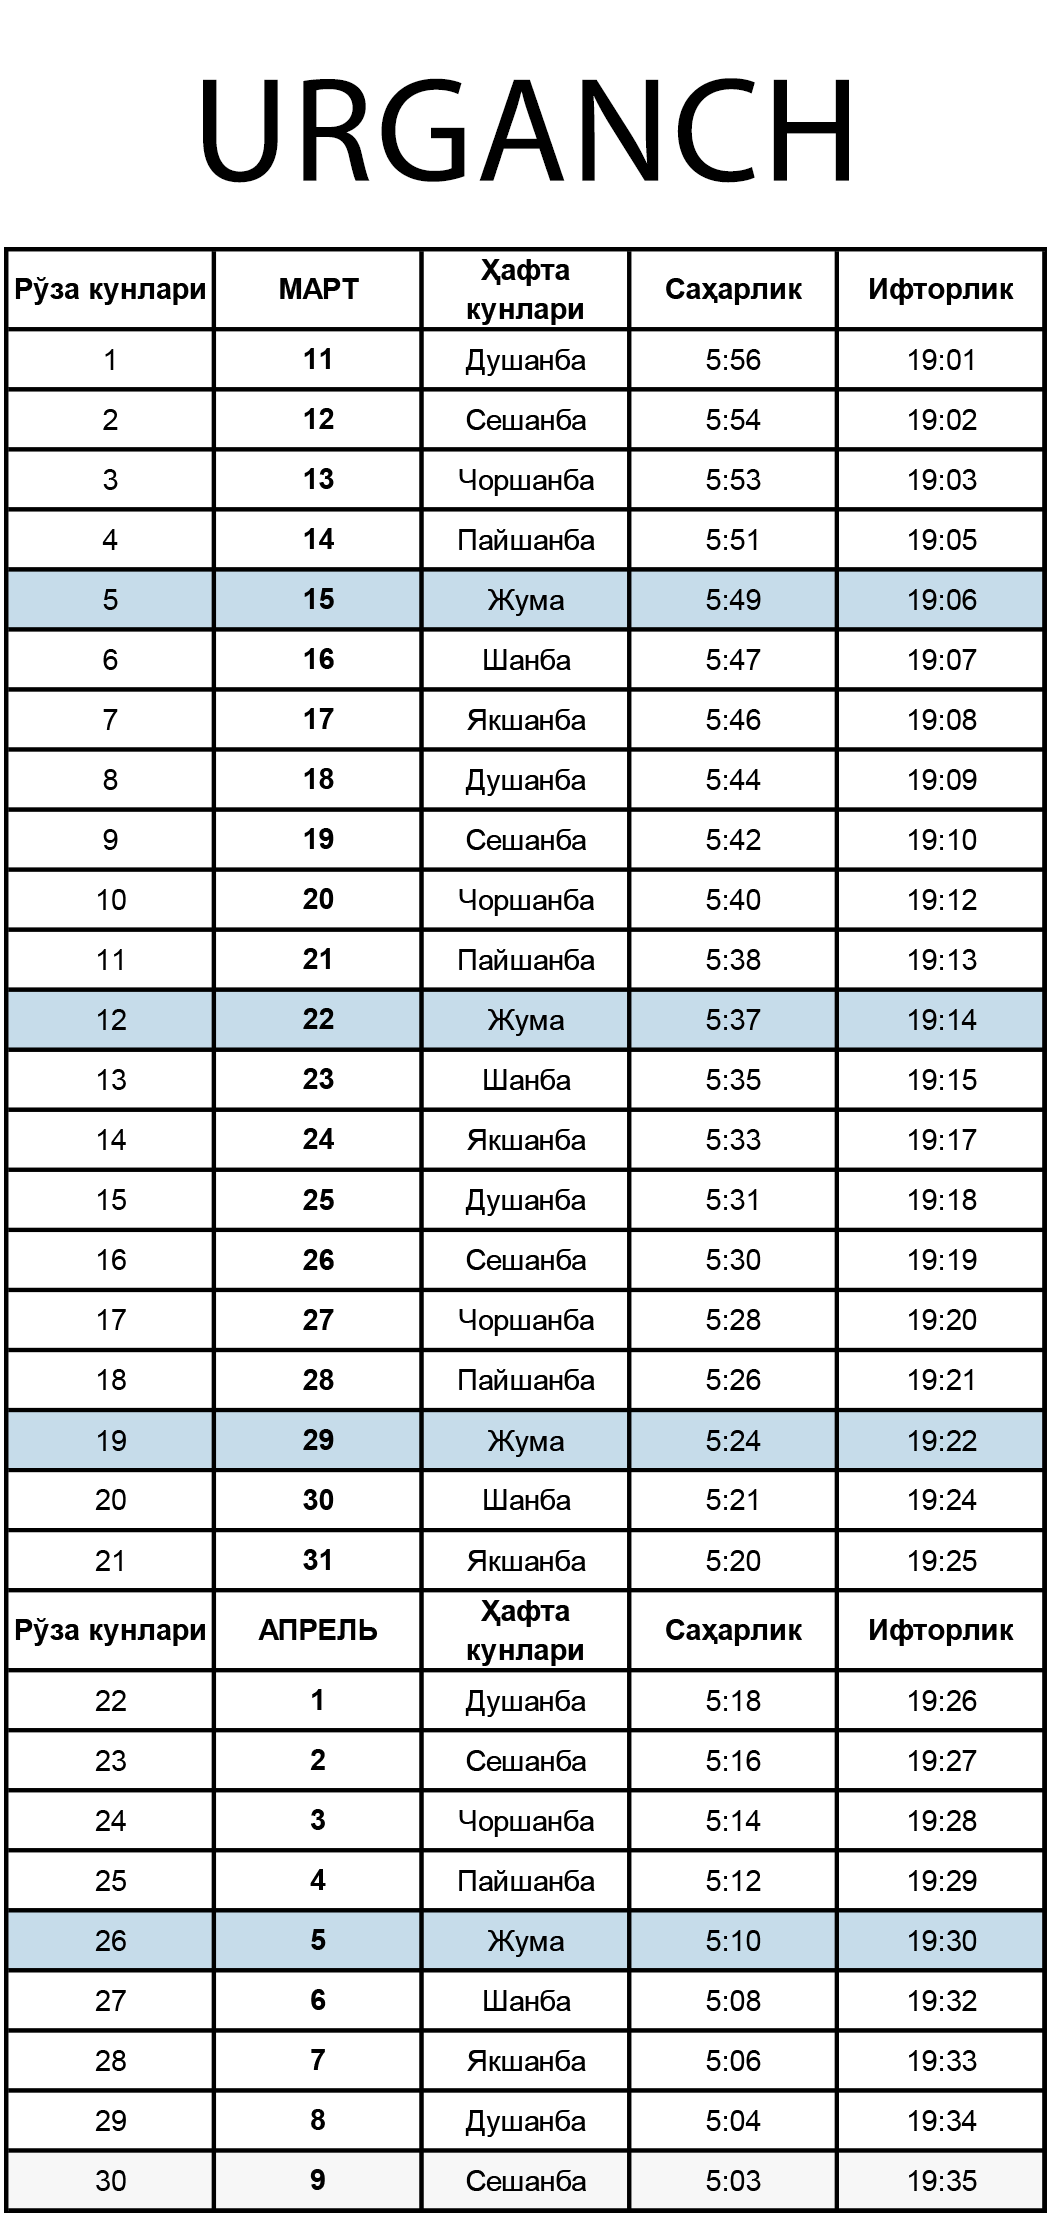 URGANCH
Рўза кунлари МАРТ Ҳафта кунлари Саҳарлик Ифторлик
1 11 Душанба 5:56 19:01
2 12 Сешанба 5:54 19:02
3 13 Чоршанба 5:53 19:03
4 14 Пайшанба 5:51 19:05
5 15 Жума 5:49 19:06
6 16 Шанба 5:47 19:07
7 17 Якшанба 5:46 19:08
8 18 Душанба 5:44 19:09
9 19 Сешанба 5:42 19:10
10 20 Чоршанба 5:40 19:12
11 21 Пайшанба 5:38 19:13
12 22 Жума 5:37 19:14
13 23 Шанба 5:35 19:15
14 24 Якшанба 5:33 19:17
15 25 Душанба 5:31 19:18
16 26 Сешанба 5:30 19:19
17 27 Чоршанба 5:28 19:20
18 28 Пайшанба 5:26 19:21
19 29 Жума 5:24 19:22
20 30 Шанба 5:21 19:24
21 31 Якшанба 5:20 19:25
Рўза кунлари АПРЕЛЬ Ҳафта кунлари Саҳарлик Ифторлик
22 1 Душанба 5:18 19:26
23 2 Сешанба 5:16 19:27
24 3 Чоршанба 5:14 19:28
25 4 Пайшанба 5:12 19:29
26 5 Жума 5:10 19:30
27 6 Шанба 5:08 19:32
28 7 Якшанба 5:06 19:33
29 8 Душанба 5:04 19:34
30 9 Сешанба 5:03 19:35